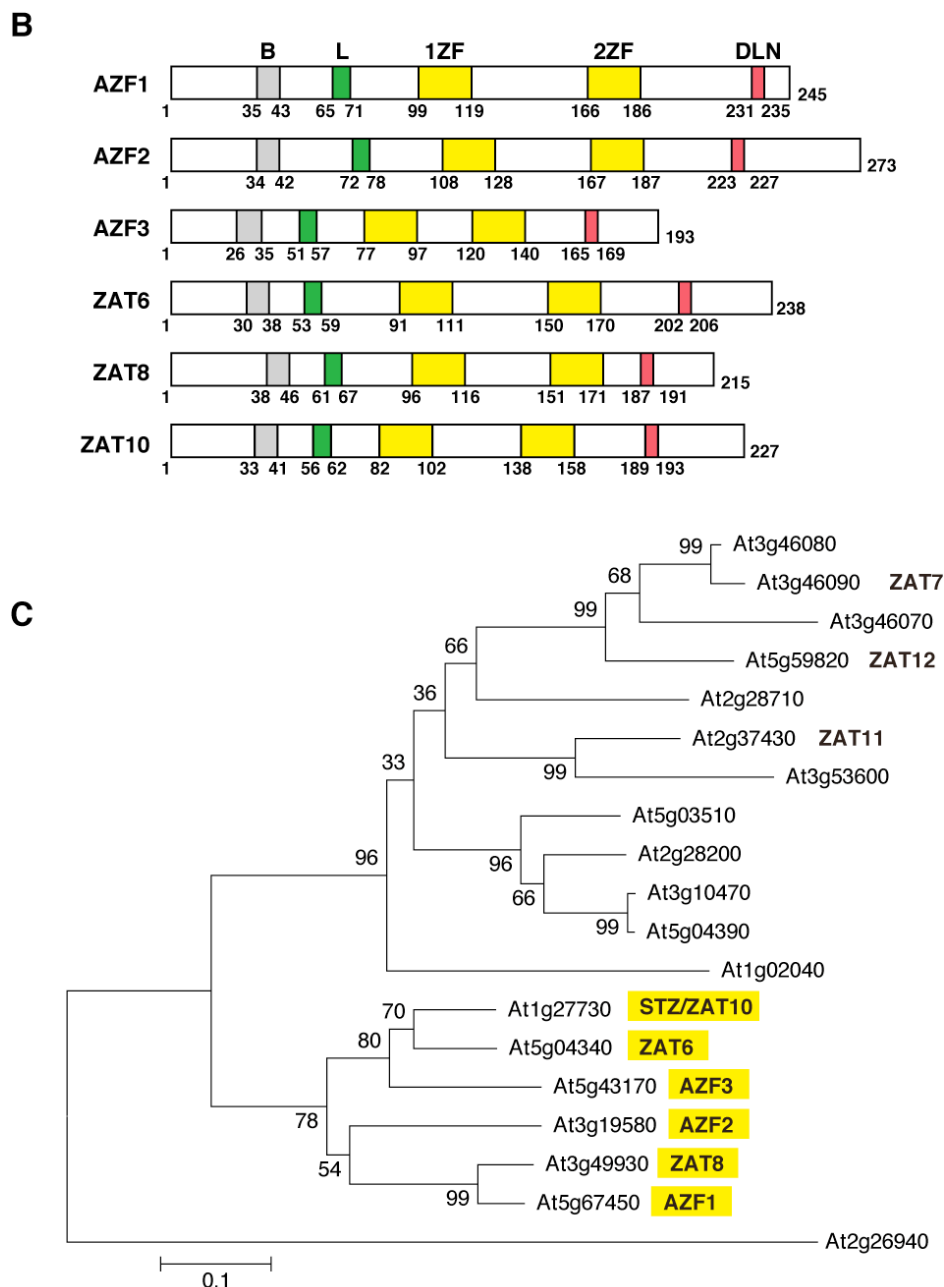 B
B L 1ZF 2ZF DLN
AZF1 245
1 35 43 65 71 99 119 166 186 231 235
AZF2 273
1 34 42 72 78 108 128 167 187 223 227
AZF3 193
1 26 35 51 57 77 97 120 140 165 169
ZAT6 238
1 30 38 53 59 91 111 150 170 202 206
ZAT8 215
1 38 46 61 67 96 116 151 171 187 191
ZAT10 227
1 33 41 56 62 82 102 138 158 189 193
C
99 At3g46080
68 At3g46090 ZAT7
99 At3g46070
66 At5g59820 ZAT12
36 At2g28710
At2g37430 ZAT11
33 99 At3g53600
At5g03510
96 96 At2g28200
66 At3g10470
99 At5g04390
At1g02040
70 At1g27730 STZ/ZAT10
80 At5g04340 ZAT6
At5g43170 AZF3
78 At3g19580 AZF2
54 At3g49930 ZAT8
99 At5g67450 AZF1
At2g26940
0.1